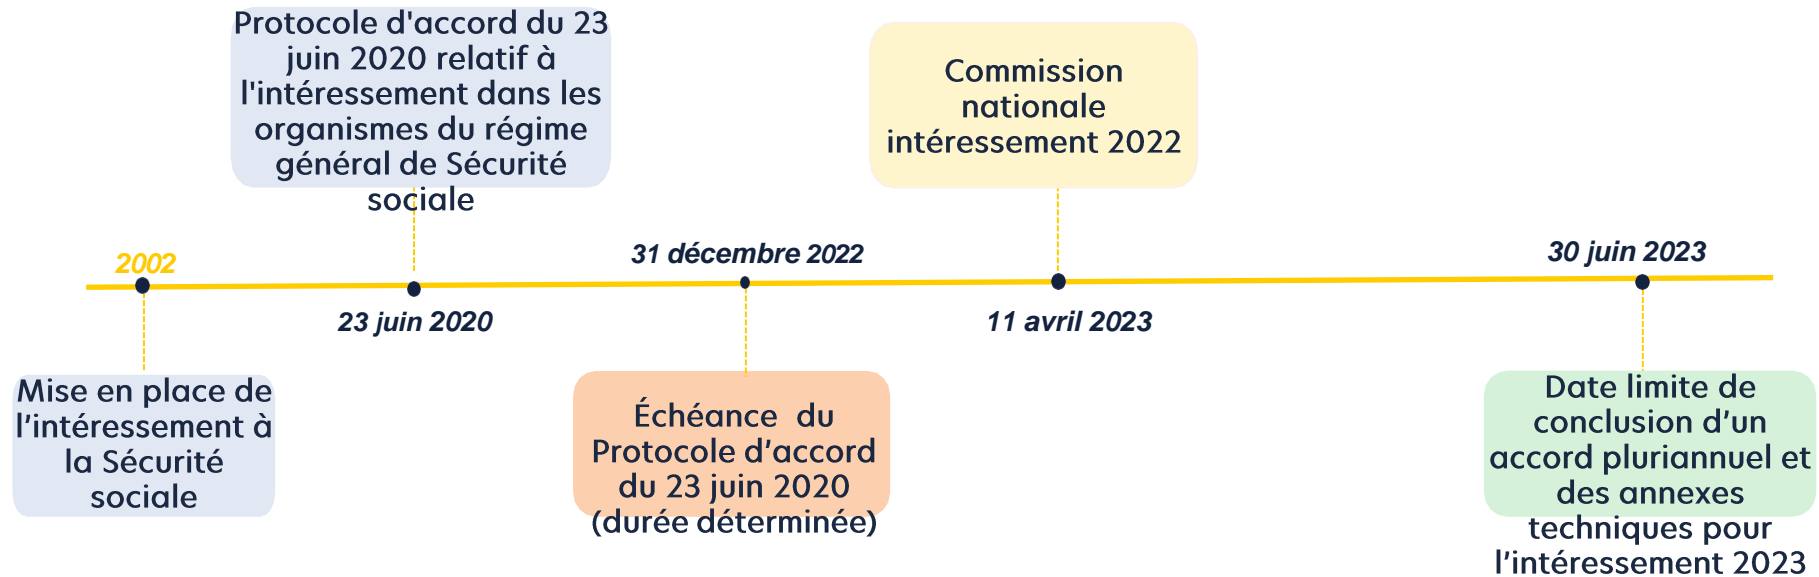 Protocole d'accord du 23
juin 2020 relatif à
l'intéressement dans les
organismes du régime
général de Sécurité
sociale
Commission
nationale
intéressement 2022
2002
31 décembre 2022
30 juin 2023
23 juin 2020
11 avril 2023
Mise en place de
l’intéressement à
la Sécurité
sociale
Échéance  du
Protocole d’accord
du 23 juin 2020
(durée déterminée)
Date limite de
conclusion d’un
accord pluriannuel et
des annexes
techniques pour
l’intéressement 2023